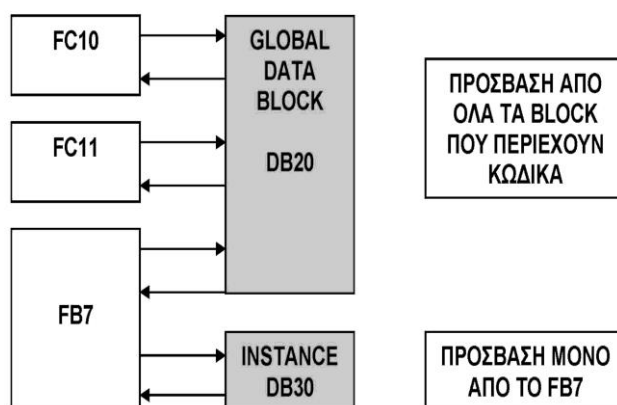 FC10
GLOBAL
DATA
BLOCK
DB20
ΠΡΟΣΒΑΣΗ ΑΠΟ
ΟΛΑ ΤΑ BLOCK
ΠΟΥ ΠΕΡΙΕΧΟΥΝ
ΚΩΔΙΚΑ
FC11
FB7
INSTANCE
DB30
ΠΡΟΣΒΑΣΗ ΜΟΝΟ
ΑΠΟ ΤΟ FB7